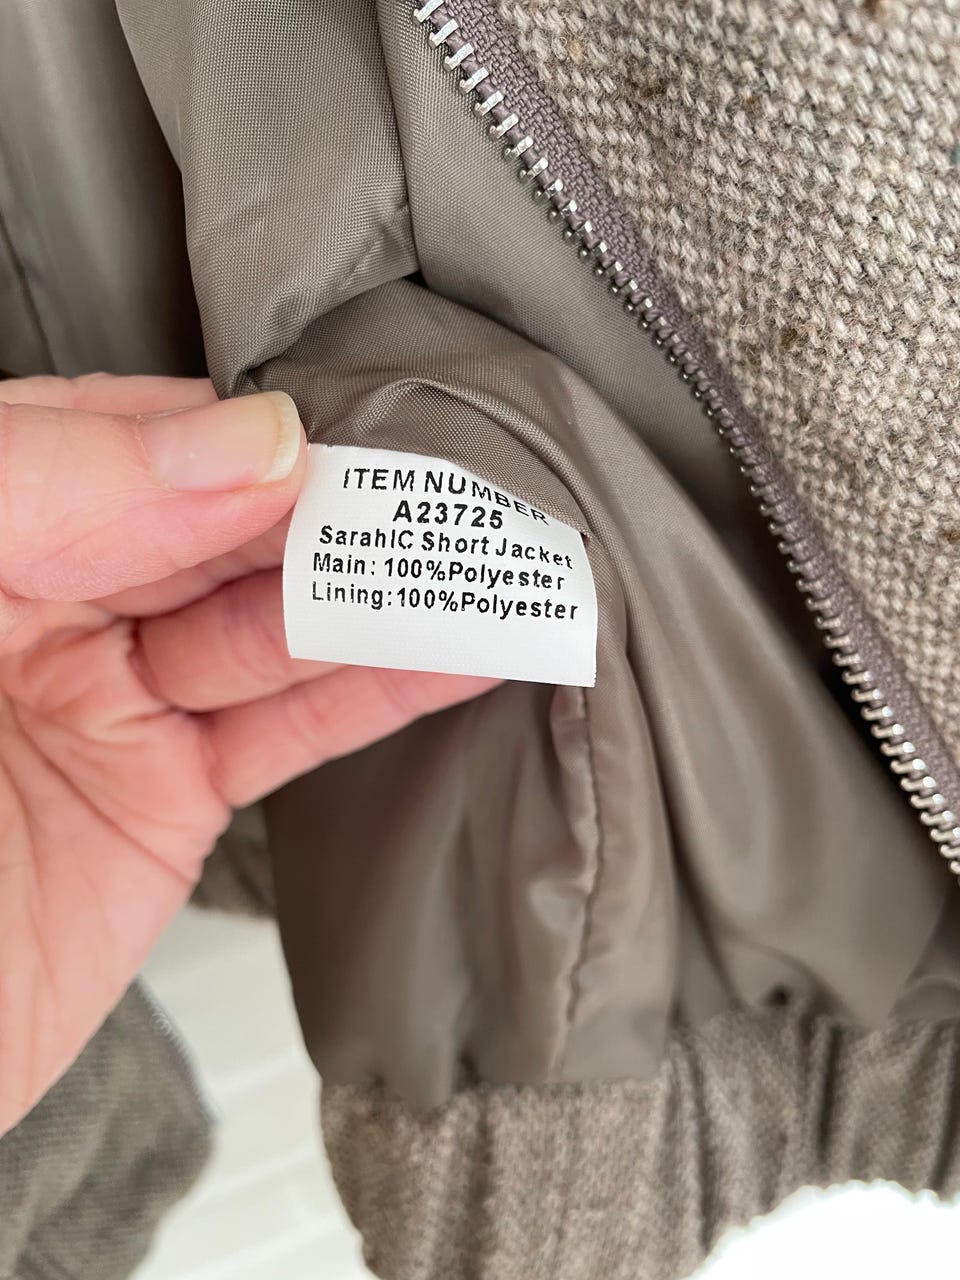 ITEM NUMBER
A23725
SarahIC Short Jacket
Main: 100%Polyester
Lining:100%Polyester